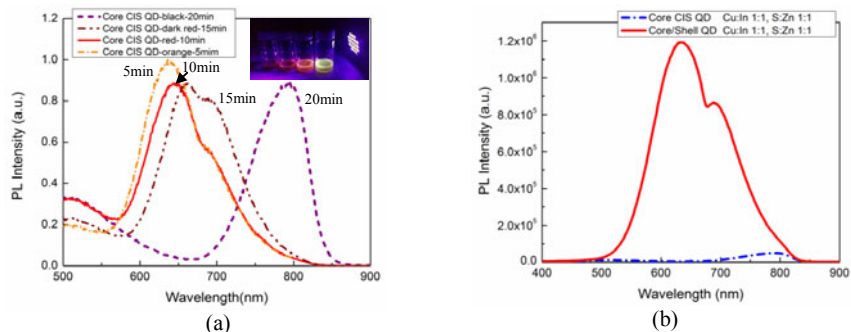 Core CIS QD-black-20min
Core CIS QD-dark red-15min
Core CIS QD-red-10min
Core CIS QD-orange-5mim
5min
10min
15min
20min
PL Intensity (a.u.)
1.2
1.0
0.8
0.6
0.4
0.2
0.0
500 600 700 800 900
Wavelength(nm)
(a)
Core CIS QD Cu:In 1:1, S:Zn 1:1
Core/Shell QD Cu:In 1:1, S:Zn 1:1
PL Intensity (a.u.)
1.2x10⁶
1.0x10⁶
8.0x10⁵
6.0x10⁵
4.0x10⁵
2.0x10⁵
0.0
400 500 600 700 800 900
Wavelength (nm)
(b)